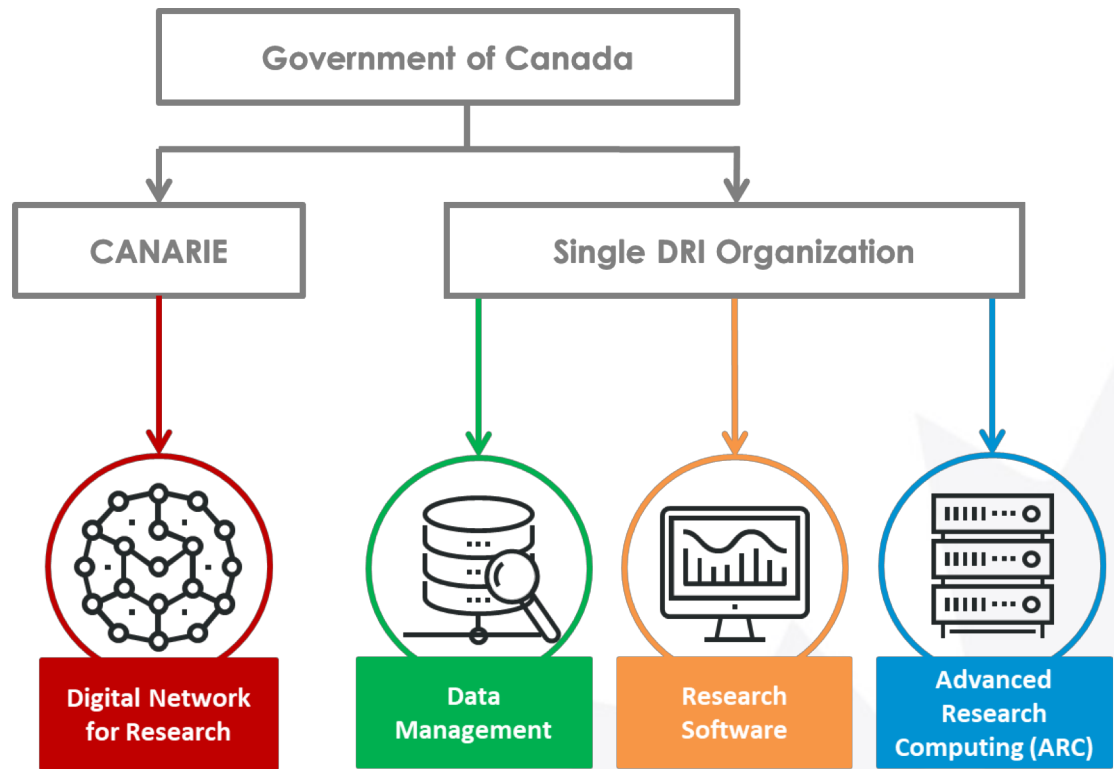 Government of Canada
CANARIE
Single DRI Organization
Digital Network
for Research
Data
Management
Research
Software
Advanced
Research
Computing (ARC)